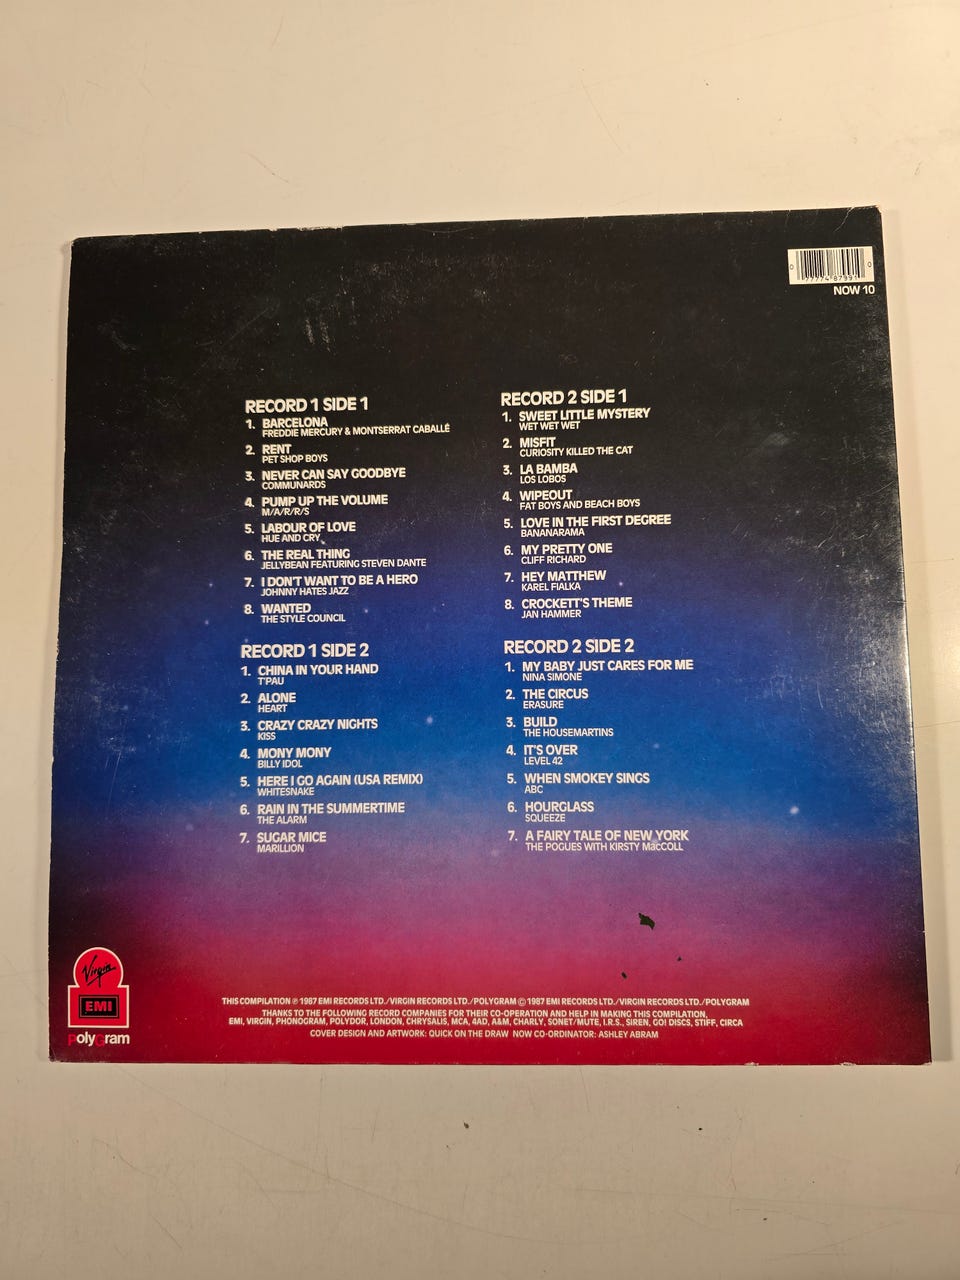 0 77774 87991 0
NOW 10
RECORD 1 SIDE 1
1. BARCELONA
FREDDIE MERCURY & MONTSERRAT CABALLÉ
2. RENT
PET SHOP BOYS
3. NEVER CAN SAY GOODBYE
COMMUNARDS
4. PUMP UP THE VOLUME
M/A/R/R/S
5. LABOUR OF LOVE
HUE AND CRY
6. THE REAL THING
JELLYBEAN FEATURING STEVEN DANTE
7. I DON'T WANT TO BE A HERO
JOHNNY HATES JAZZ
8. WANTED
THE STYLE COUNCIL
RECORD 1 SIDE 2
1. CHINA IN YOUR HAND
T'PAU
2. ALONE
HEART
3. CRAZY CRAZY NIGHTS
KISS
4. MONY MONY
BILLY IDOL
5. HERE I GO AGAIN (USA REMIX)
WHITESNAKE
6. RAIN IN THE SUMMERTIME
THE ALARM
7. SUGAR MICE
MARILLION
RECORD 2 SIDE 1
1. SWEET LITTLE MYSTERY
WET WET WET
2. MISFIT
CURIOSITY KILLED THE CAT
3. LA BAMBA
LOS LOBOS
4. WIPEOUT
FAT BOYS AND BEACH BOYS
5. LOVE IN THE FIRST DEGREE
BANANARAMA
6. MY PRETTY ONE
CLIFF RICHARD
7. HEY MATTHEW
KAREL FIALKA
8. CROCKETT'S THEME
JAN HAMMER
RECORD 2 SIDE 2
1. MY BABY JUST CARES FOR ME
NINA SIMONE
2. THE CIRCUS
ERASURE
3. BUILD
THE HOUSEMARTINS
4. IT'S OVER
LEVEL 42
5. WHEN SMOKEY SINGS
ABC
6. HOURGLASS
SQUEEZE
7. A FAIRY TALE OF NEW YORK
THE POGUES WITH KIRSTY MacCOLL
Virgin
EMI
polyGram
THIS COMPILATION ℗ 1987 EMI RECORDS LTD./VIRGIN RECORDS LTD./POLYGRAM © 1987 EMI RECORDS LTD./VIRGIN RECORDS LTD./POLYGRAM
THANKS TO THE FOLLOWING RECORD COMPANIES FOR THEIR CO-OPERATION AND HELP IN MAKING THIS COMPILATION,
EMI, VIRGIN, PHONOGRAM, POLYDOR, LONDON, CHRYSALIS, MCA, 4AD, A&M, CHARLY, SONET/MUTE, I.R.S., SIREN, GO! DISCS, STIFF, CIRCA
COVER DESIGN AND ARTWORK: QUICK ON THE DRAW NOW CO-ORDINATOR: ASHLEY ABRAM